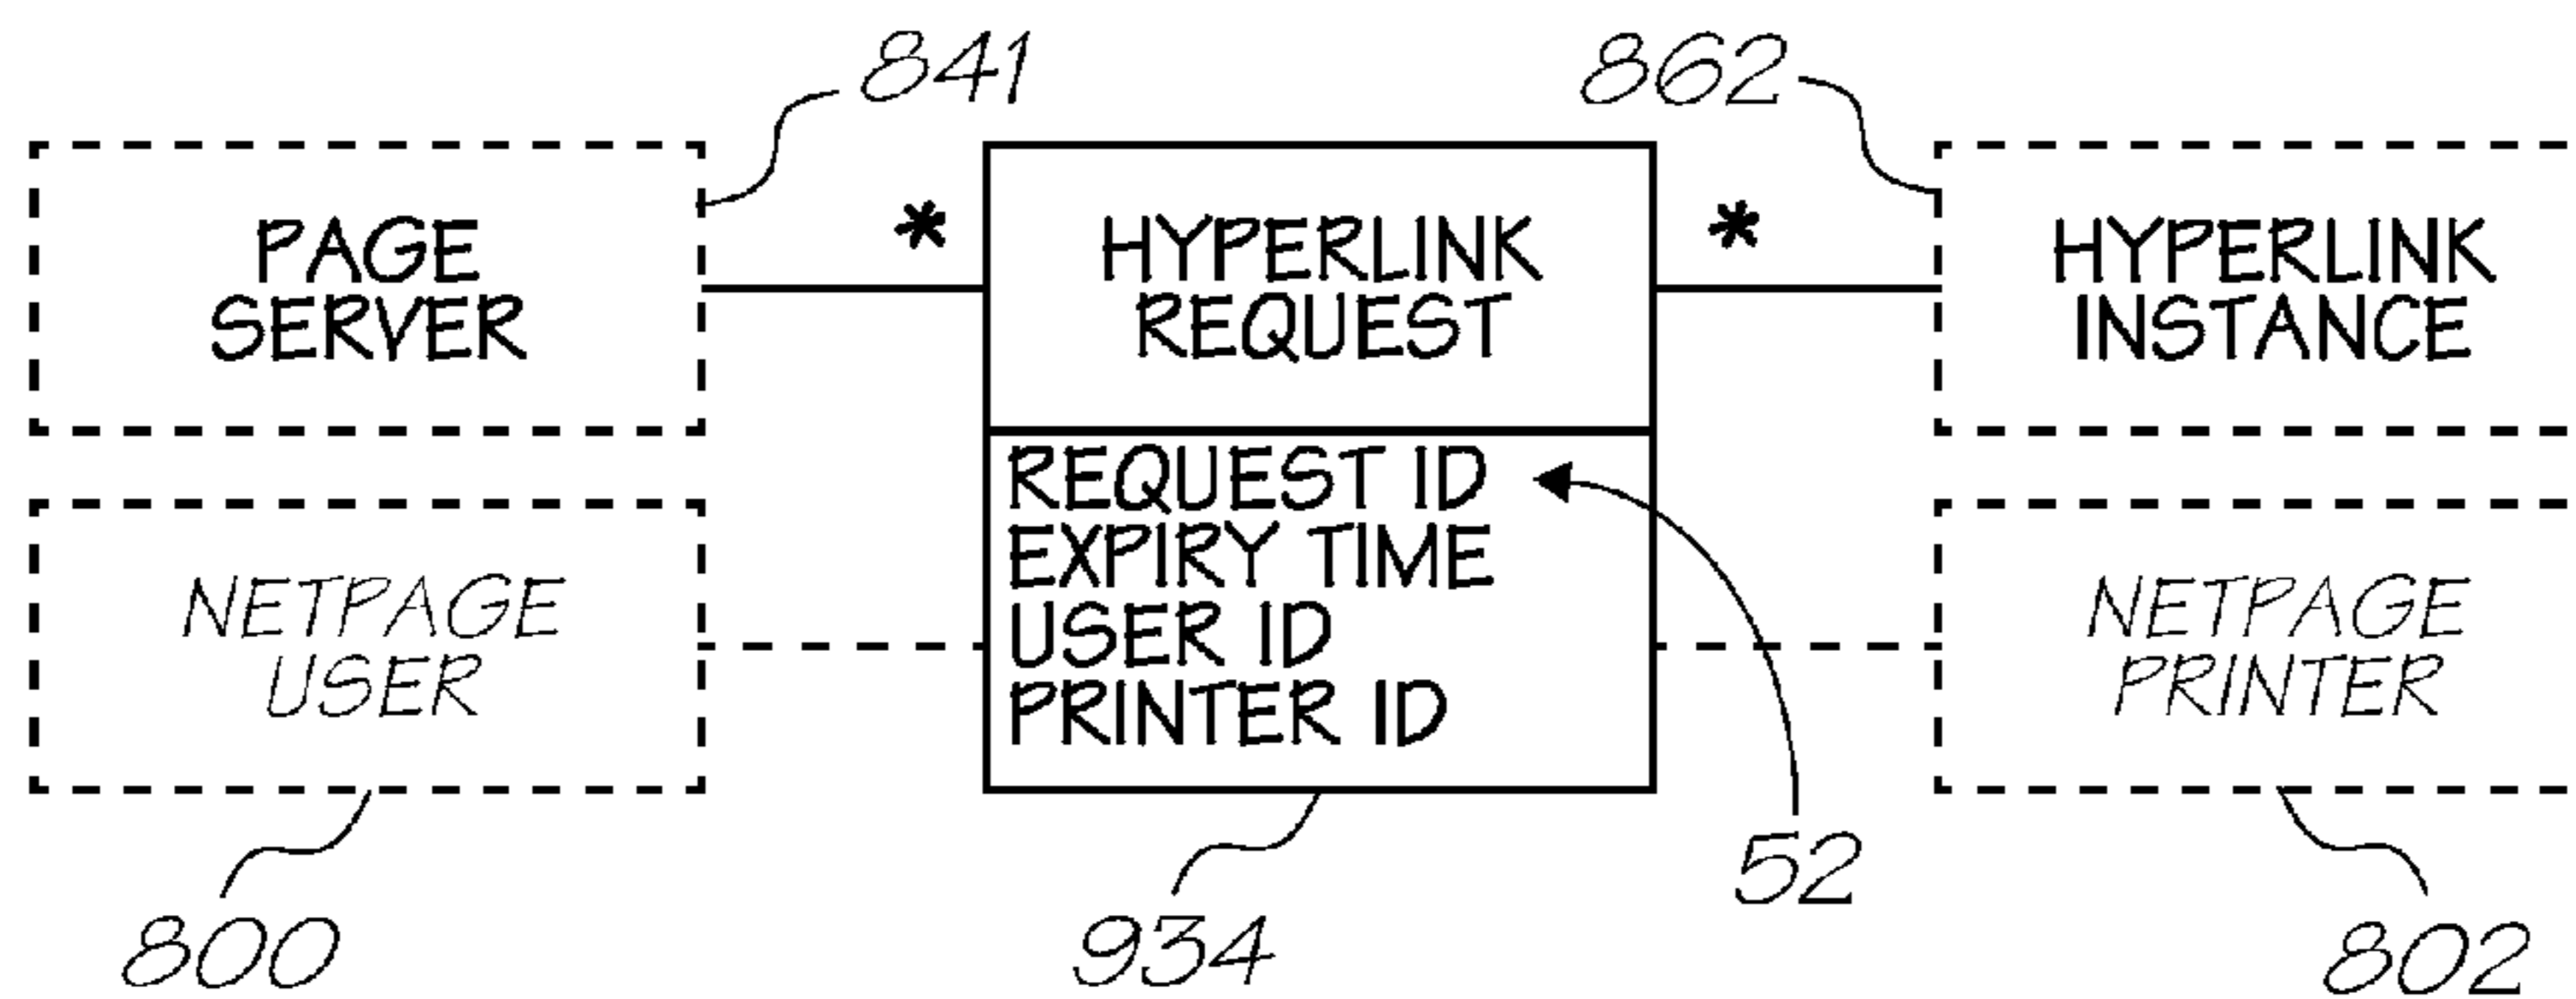 841
862
PAGE
SERVER
*
HYPERLINK
REQUEST
*
HYPERLINK
INSTANCE
REQUEST ID
EXPIRY TIME
USER ID
PRINTER ID
NETPAGE
USER
NETPAGE
PRINTER
52
800
934
802